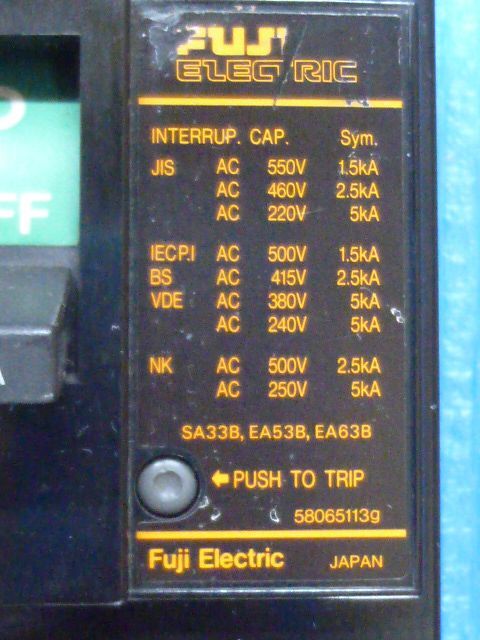 FUJI
ELECTRIC
INTERRUP. CAP. Sym.
JIS AC 550V 1.5kA
AC 460V 2.5kA
AC 220V 5kA
IECP.I AC 500V 1.5kA
BS AC 415V 2.5kA
VDE AC 380V 5kA
AC 240V 5kA
NK AC 500V 2.5kA
AC 250V 5kA
SA33B, EA53B, EA63B
PUSH TO TRIP
58065113g
Fuji Electric JAPAN